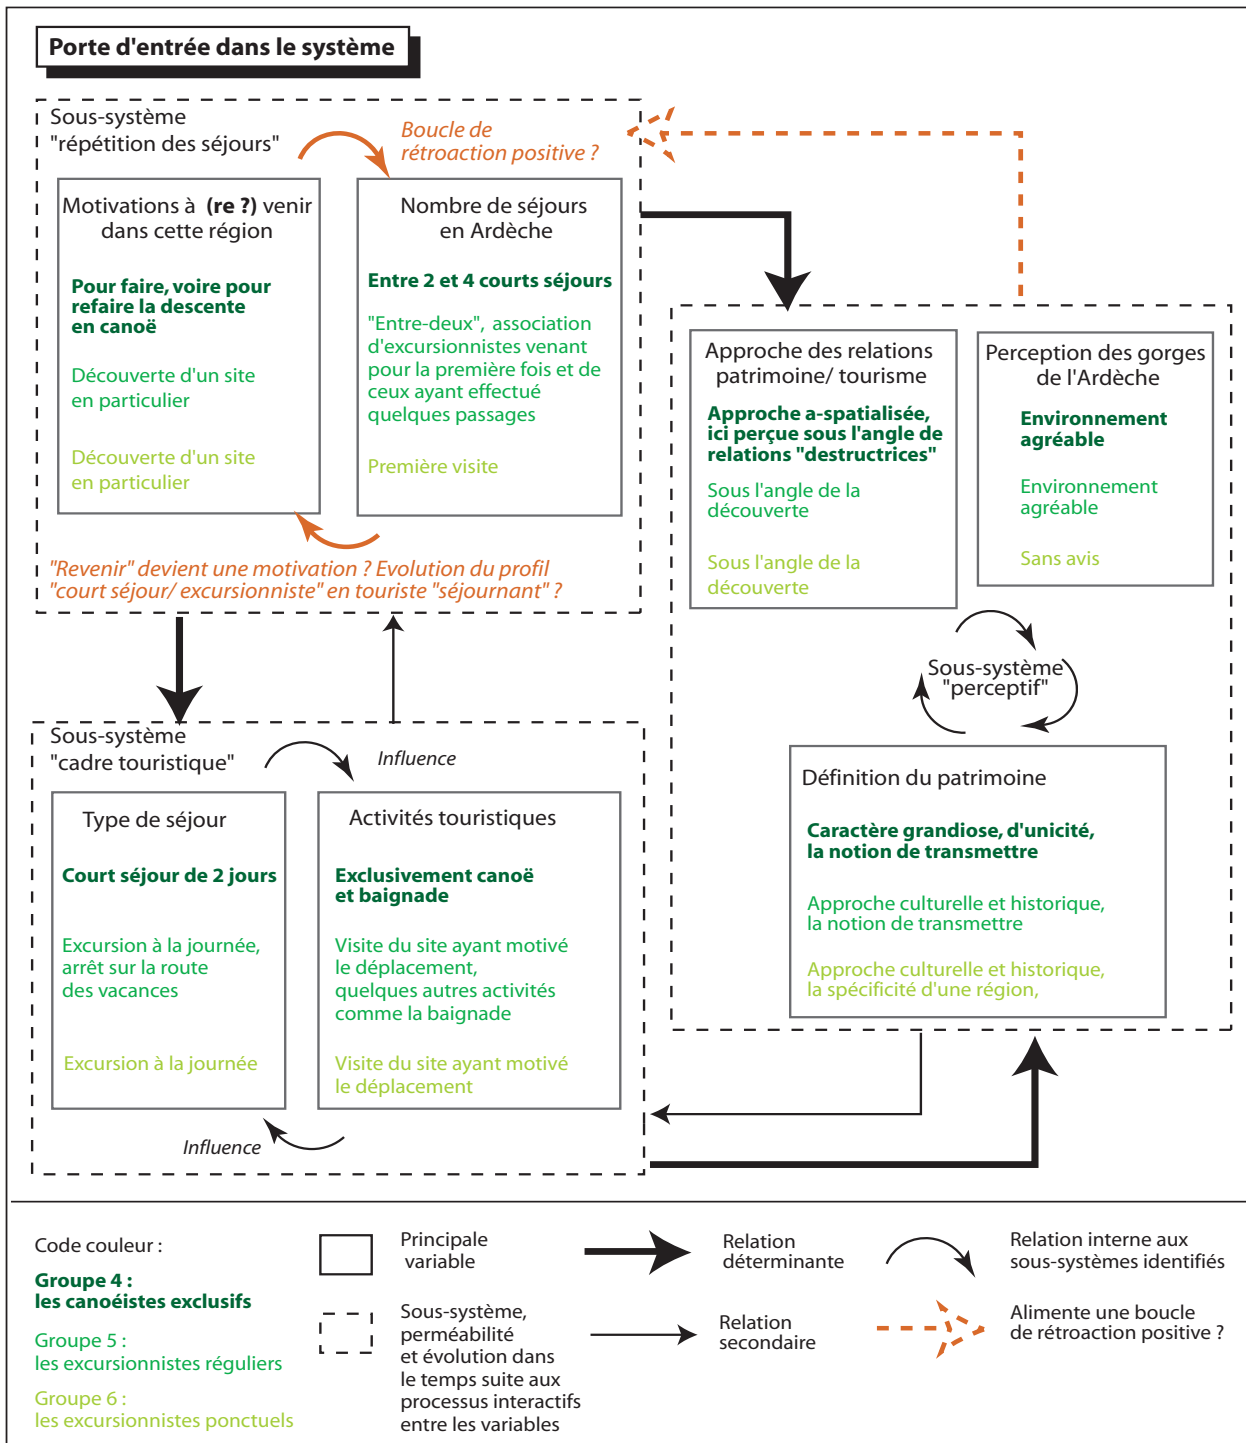 Porte d'entrée dans le système
Sous-système
"répétition des séjours"
Boucle de
rétroaction positive ?
Motivations à (re ?) venir
dans cette région
Pour faire, voire pour
refaire la descente
en canoë
Découverte d'un site
en particulier
Découverte d'un site
en particulier
Nombre de séjours
en Ardèche
Entre 2 et 4 courts séjours
"Entre-deux", association
d'excursionnistes venant
pour la première fois et de
ceux ayant effectué
quelques passages
Première visite
"Revenir" devient une motivation ? Evolution du profil
"court séjour/ excursionniste" en touriste "séjournant" ?
Approche des relations
patrimoine/ tourisme
Approche a-spatialisée,
ici perçue sous l'angle de
relations "destructrices"
Sous l'angle de la
découverte
Sous l'angle de la
découverte
Perception des gorges
de l'Ardèche
Environnement
agréable
Environnement
agréable
Sans avis
Sous-système
"perceptif"
Définition du patrimoine
Caractère grandiose, d'unicité,
la notion de transmettre
Approche culturelle et historique,
la notion de transmettre
Approche culturelle et historique,
la spécificité d'une région,
Sous-système
"cadre touristique"
Influence
Type de séjour
Court séjour de 2 jours
Excursion à la journée,
arrêt sur la route
des vacances
Excursion à la journée
Activités touristiques
Exclusivement canoë
et baignade
Visite du site ayant motivé
le déplacement,
quelques autres activités
comme la baignade
Visite du site ayant motivé
le déplacement
Influence
Code couleur :
Groupe 4 :
les canoéistes exclusifs
Groupe 5 :
les excursionnistes réguliers
Groupe 6 :
les excursionnistes ponctuels
Principale
variable
Sous-système,
perméabilité
et évolution dans
le temps suite aux
processus interactifs
entre les variables
Relation
déterminante
Relation
secondaire
Relation interne aux
sous-systèmes identifiés
Alimente une boucle
de rétroaction positive ?